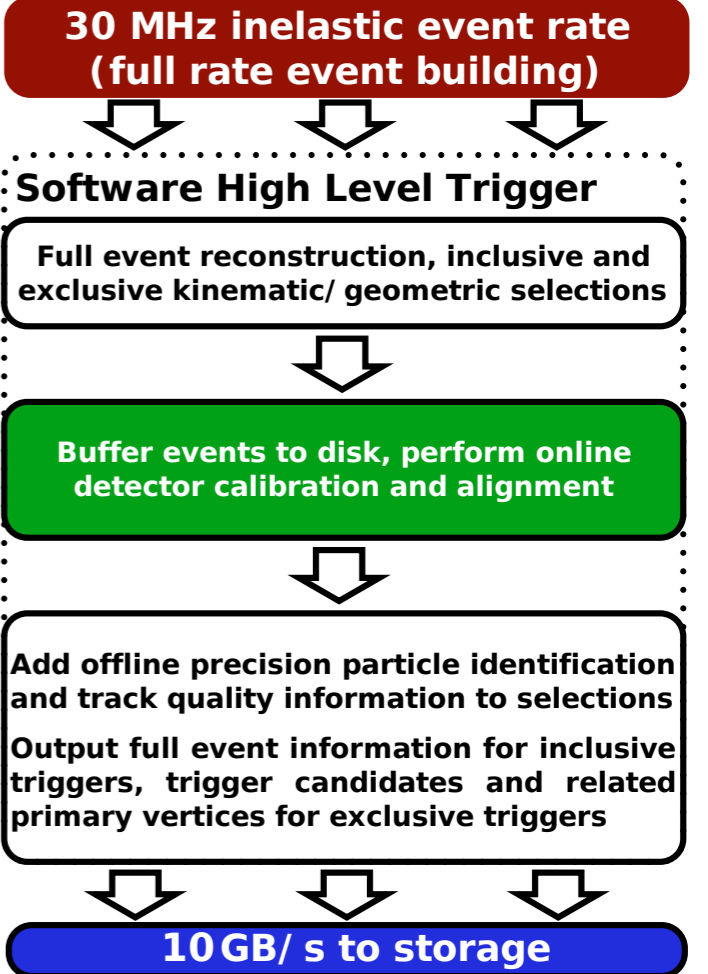 30 MHz inelastic event rate
(full rate event building)
Software High Level Trigger
Full event reconstruction, inclusive and
exclusive kinematic/ geometric selections
Buffer events to disk, perform online
detector calibration and alignment
Add offline precision particle identification
and track quality information to selections
Output full event information for inclusive
triggers, trigger candidates and related
primary vertices for exclusive triggers
10 GB/ s to storage